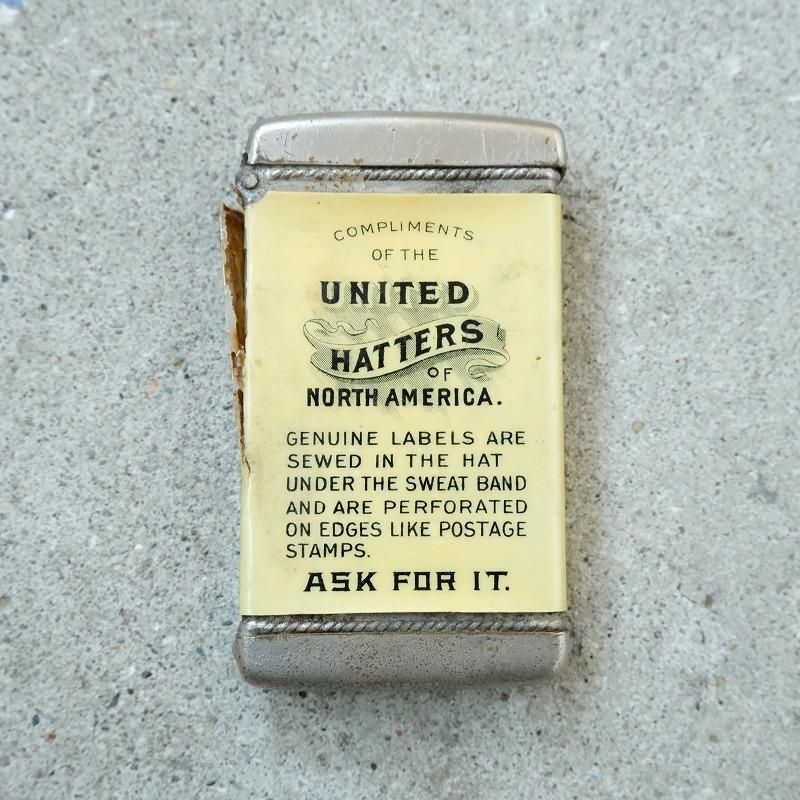 COMPLIMENTS
OF THE
UNITED
HATTERS
OF
NORTH AMERICA.
GENUINE LABELS ARE
SEWED IN THE HAT
UNDER THE SWEAT BAND
AND ARE PERFORATED
ON EDGES LIKE POSTAGE
STAMPS.
ASK FOR IT.